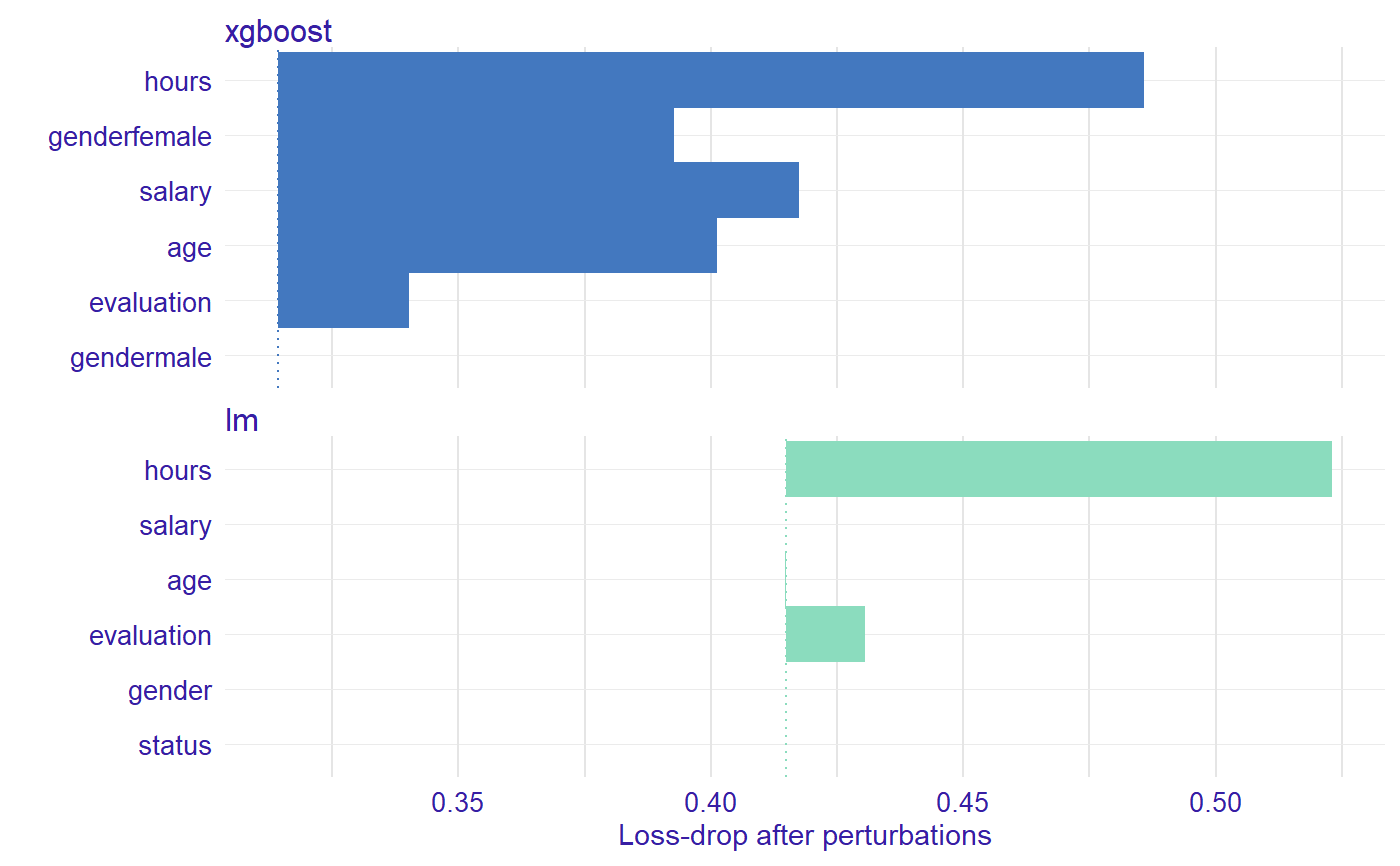 xgboost
hours
genderfemale
salary
age
evaluation
gendermale
lm
hours
salary
age
evaluation
gender
status
0.35 0.40 0.45 0.50
Loss-drop after perturbations